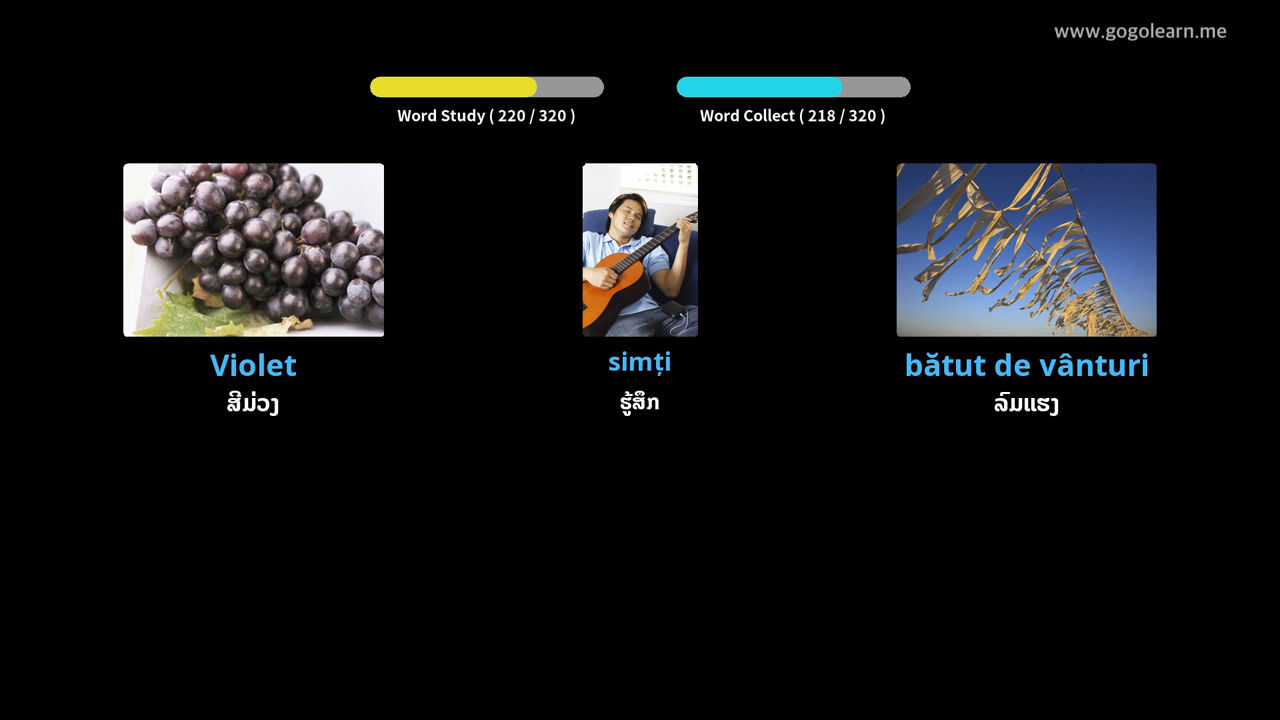 www.gogolearn.me
Word Study ( 220 / 320 )
Word Collect ( 218 / 320 )
Violet
ສີມ່ວງ
simți
ຮູ້ສຶກ
bătut de vânturi
ລົມແຮງ